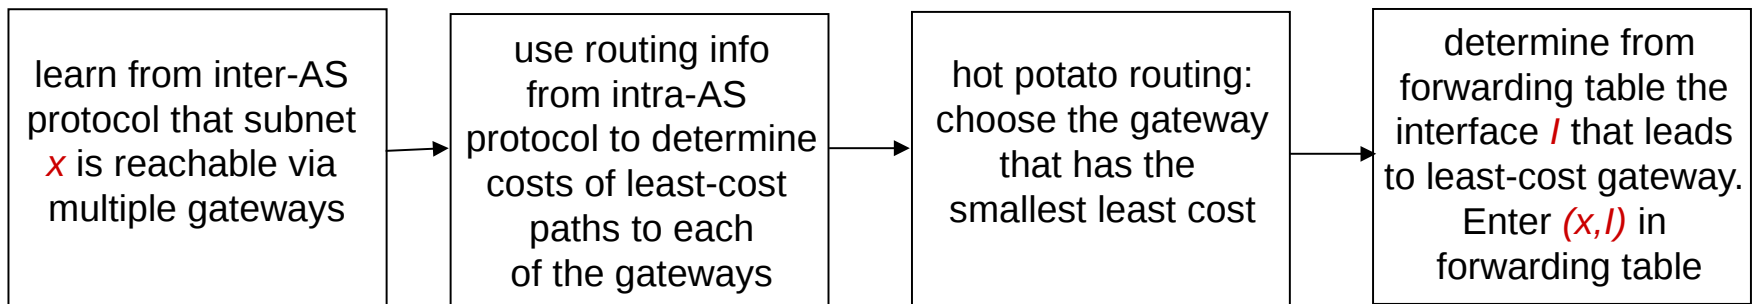 learn from inter-AS
protocol that subnet
x is reachable via
multiple gateways
use routing info
from intra-AS
protocol to determine
costs of least-cost
paths to each
of the gateways
hot potato routing:
choose the gateway
that has the
smallest least cost
determine from
forwarding table the
interface I that leads
to least-cost gateway.
Enter (x,I) in
forwarding table